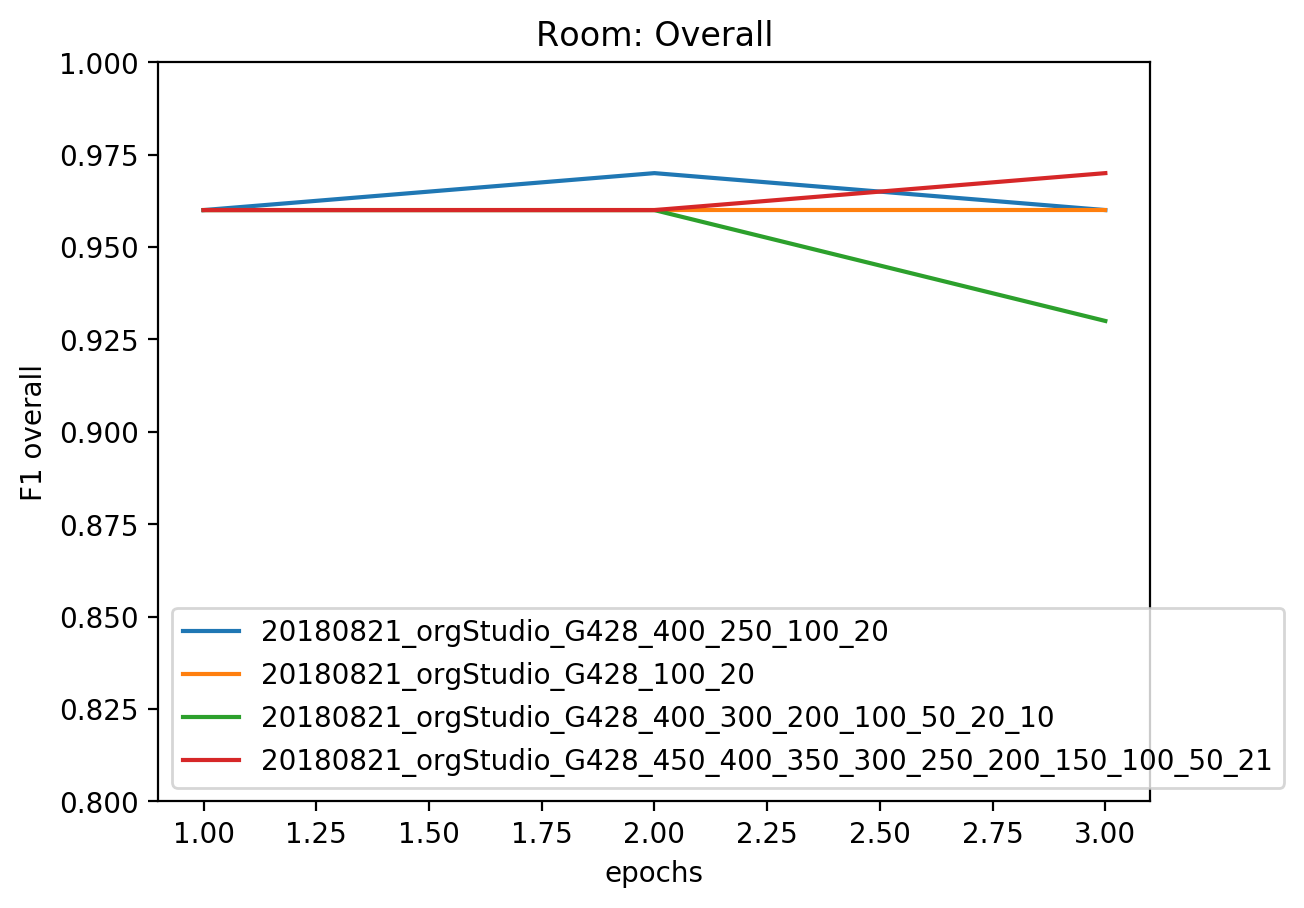 Room: Overall
1.000
0.975
0.950
0.925
0.900
0.875
0.850
0.825
0.800
F1 overall
20180821_orgStudio_G428_400_250_100_20
20180821_orgStudio_G428_100_20
20180821_orgStudio_G428_400_300_200_100_50_20_10
20180821_orgStudio_G428_450_400_350_300_250_200_150_100_50_21
1.00 1.25 1.50 1.75 2.00 2.25 2.50 2.75 3.00
epochs